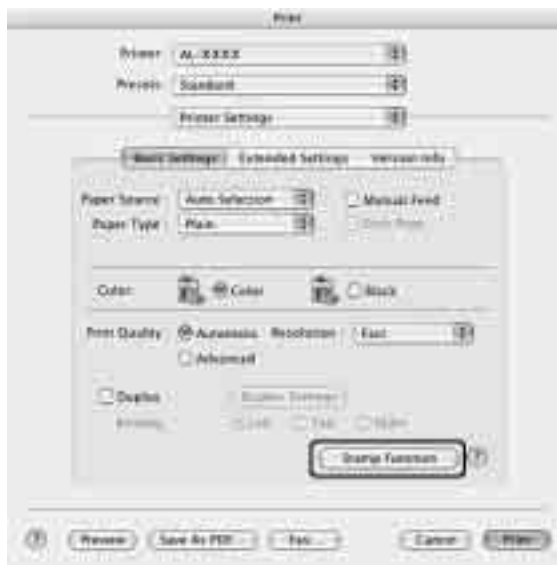 Print
Printer AL-XXXX
Presets Standard
Printer Settings
Basic Settings Extended Settings Version Info
Paper Source Auto Selection Manual Feed
Paper Type Plain
Color Color Black
Print Quality Automatic Resolution Fast
Advanced
Duplex Duplex Settings
Binding Left Top Right
Stamp Function ?
? Preview Save As PDF... Fax... Cancel Print